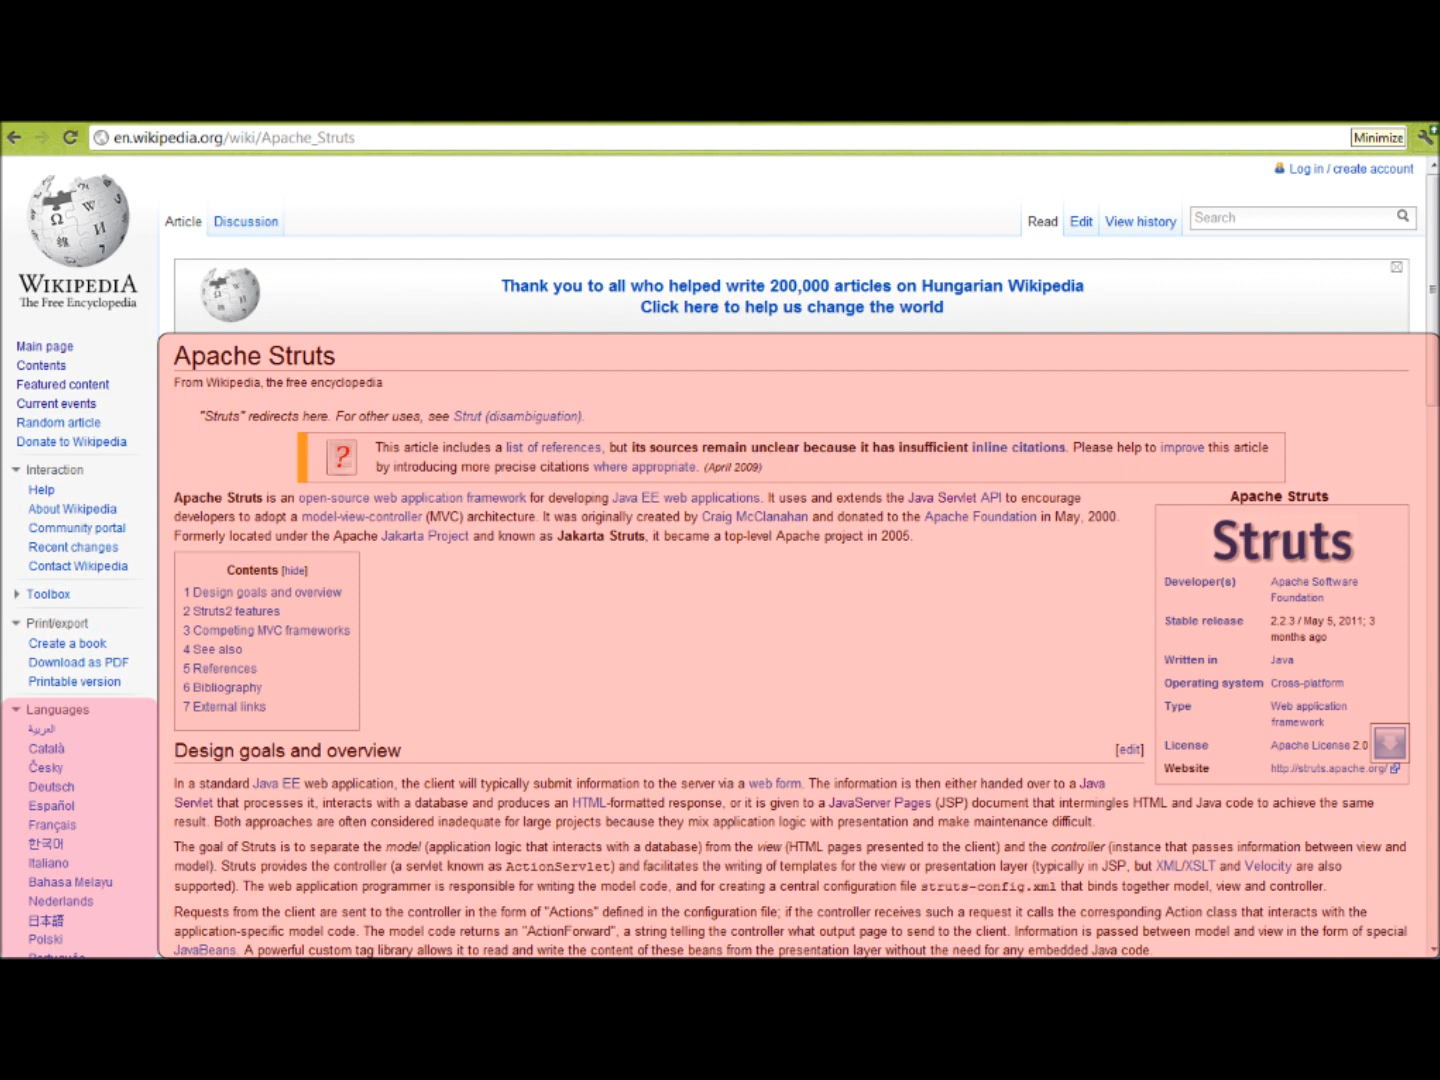 en.wikipedia.org/wiki/Apache_Struts
Minimize
Log in / create account
Article Discussion
Read Edit View history Search
WIKIPEDIA
The Free Encyclopedia
Thank you to all who helped write 200,000 articles on Hungarian Wikipedia
Click here to help us change the world
Main page
Contents
Featured content
Current events
Random article
Donate to Wikipedia
Interaction
Help
About Wikipedia
Community portal
Recent changes
Contact Wikipedia
Toolbox
Print/export
Create a book
Download as PDF
Printable version
Languages
العربية
Català
Česky
Deutsch
Español
Français
한국어
Italiano
Bahasa Melayu
Nederlands
日本語
Polski
Português
Apache Struts
From Wikipedia, the free encyclopedia
"Struts" redirects here. For other uses, see Strut (disambiguation).
This article includes a list of references, but its sources remain unclear because it has insufficient inline citations. Please help to improve this article
by introducing more precise citations where appropriate. (April 2009)
Apache Struts is an open-source web application framework for developing Java EE web applications. It uses and extends the Java Servlet API to encourage
developers to adopt a model-view-controller (MVC) architecture. It was originally created by Craig McClanahan and donated to the Apache Foundation in May, 2000.
Formerly located under the Apache Jakarta Project and known as Jakarta Struts, it became a top-level Apache project in 2005.
Contents [hide]
1 Design goals and overview
2 Struts2 features
3 Competing MVC frameworks
4 See also
5 References
6 Bibliography
7 External links
Apache Struts
Struts
Developer(s) Apache Software
Foundation
Stable release 2.2.3 / May 5, 2011; 3
months ago
Written in Java
Operating system Cross-platform
Type Web application
framework
License Apache License 2.0
Website http://struts.apache.org/
Design goals and overview [edit]
In a standard Java EE web application, the client will typically submit information to the server via a web form. The information is then either handed over to a Java
Servlet that processes it, interacts with a database and produces an HTML-formatted response, or it is given to a JavaServer Pages (JSP) document that intermingles HTML and Java code to achieve the same
result. Both approaches are often considered inadequate for large projects because they mix application logic with presentation and make maintenance difficult.
The goal of Struts is to separate the model (application logic that interacts with a database) from the view (HTML pages presented to the client) and the controller (instance that passes information between view and
model). Struts provides the controller (a servlet known as ActionServlet) and facilitates the writing of templates for the view or presentation layer (typically in JSP, but XML/XSLT and Velocity are also
supported). The web application programmer is responsible for writing the model code, and for creating a central configuration file struts-config.xml that binds together model, view and controller.
Requests from the client are sent to the controller in the form of "Actions" defined in the configuration file; if the controller receives such a request it calls the corresponding Action class that interacts with the
application-specific model code. The model code returns an "ActionForward", a string telling the controller what output page to send to the client. Information is passed between model and view in the form of special
JavaBeans. A powerful custom tag library allows it to read and write the content of these beans from the presentation layer without the need for any embedded Java code.